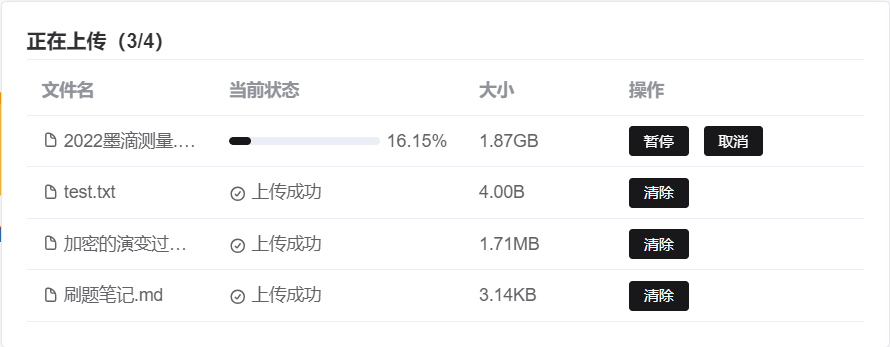 正在上传（3/4）
文件名 当前状态 大小 操作
2022墨滴测量.... 16.15% 1.87GB 暂停 取消
test.txt 上传成功 4.00B 清除
加密的演变过... 上传成功 1.71MB 清除
刷题笔记.md 上传成功 3.14KB 清除